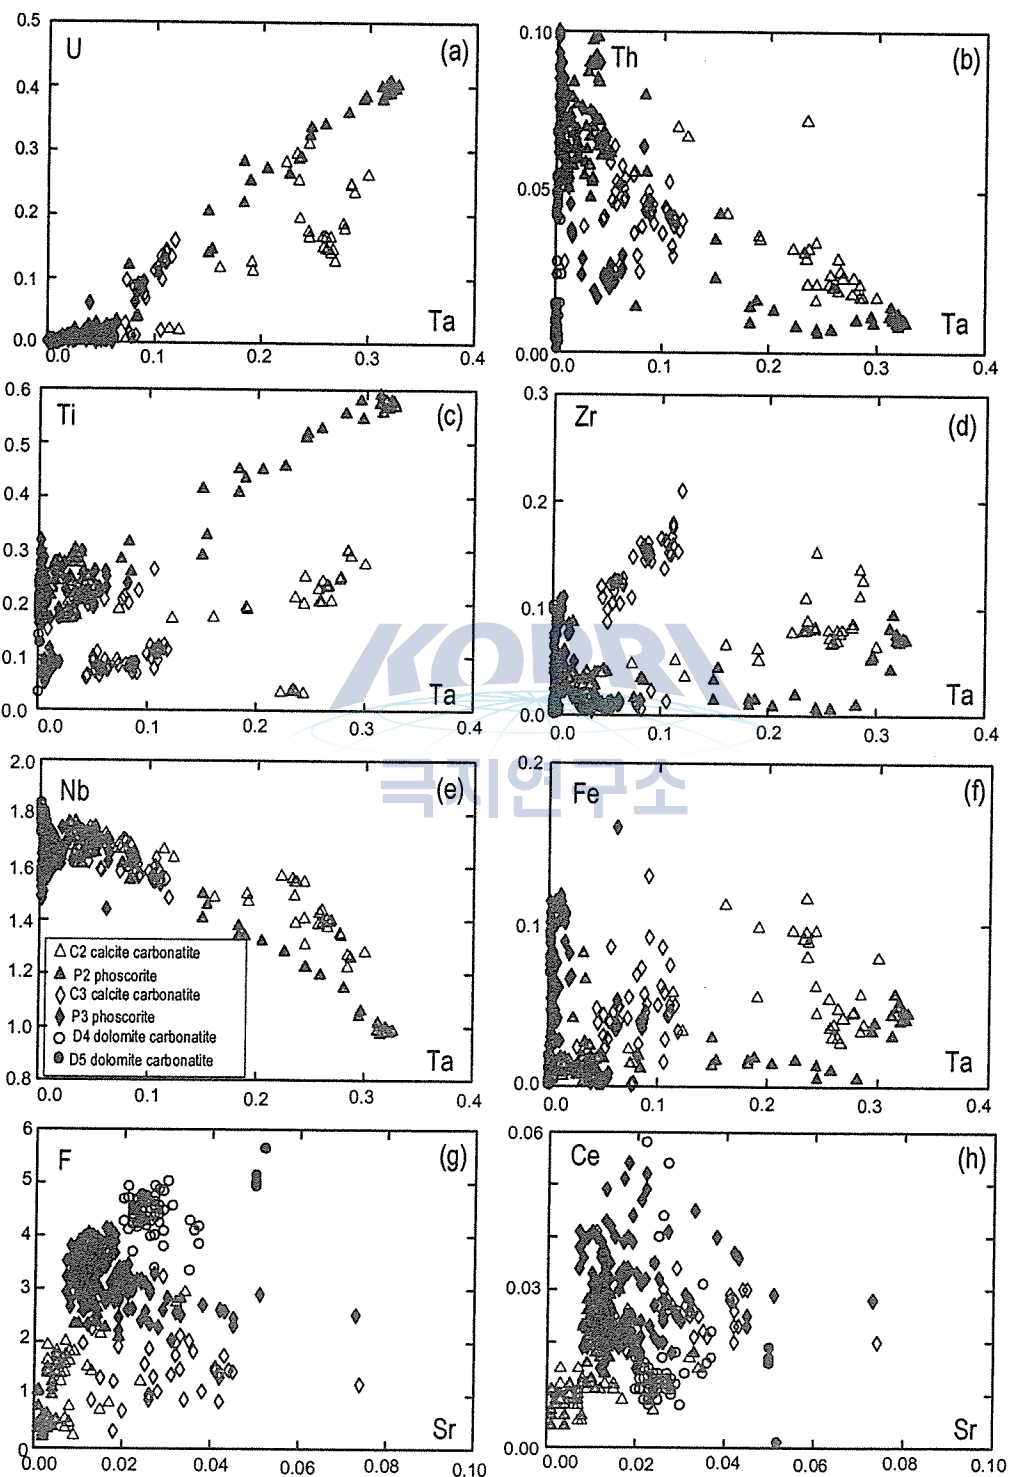 U
(a)
Ta
0.5
0.4
0.3
0.2
0.1
0.0
0.0 0.1 0.2 0.3 0.4
Th
(b)
Ta
0.10
0.05
0.00
0.0 0.1 0.2 0.3 0.4
Ti
(c)
Ta
0.6
0.5
0.4
0.3
0.2
0.1
0.0
0.0 0.1 0.2 0.3 0.4
Zr
(d)
Ta
0.3
0.2
0.1
0.0
0.0 0.1 0.2 0.3 0.4
KOPRI
극지연구소
Nb
(e)
Ta
2.0
1.8
1.6
1.4
1.2
1.0
0.8
C2 calcite carbonatite
P2 phoscorite
C3 calcite carbonatite
P3 phoscorite
D4 dolomite carbonatite
D5 dolomite carbonatite
0.0 0.1 0.2 0.3 0.4
Fe
(f)
Ta
0.2
0.1
0.0
0.0 0.1 0.2 0.3 0.4
F
(g)
Sr
6
5
4
3
2
1
0
0.00 0.02 0.04 0.06 0.08 0.10
Ce
(h)
Sr
0.06
0.03
0.00
0.00 0.02 0.04 0.06 0.08 0.10